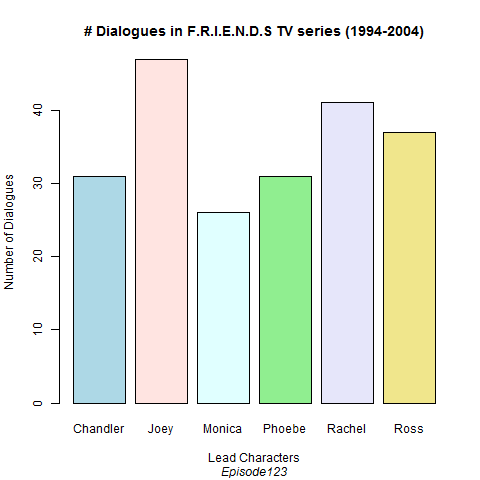 # Dialogues in F.R.I.E.N.D.S TV series (1994-2004)
Number of Dialogues
40
30
20
10
0
Chandler Joey Monica Phoebe Rachel Ross
Lead Characters
Episode123